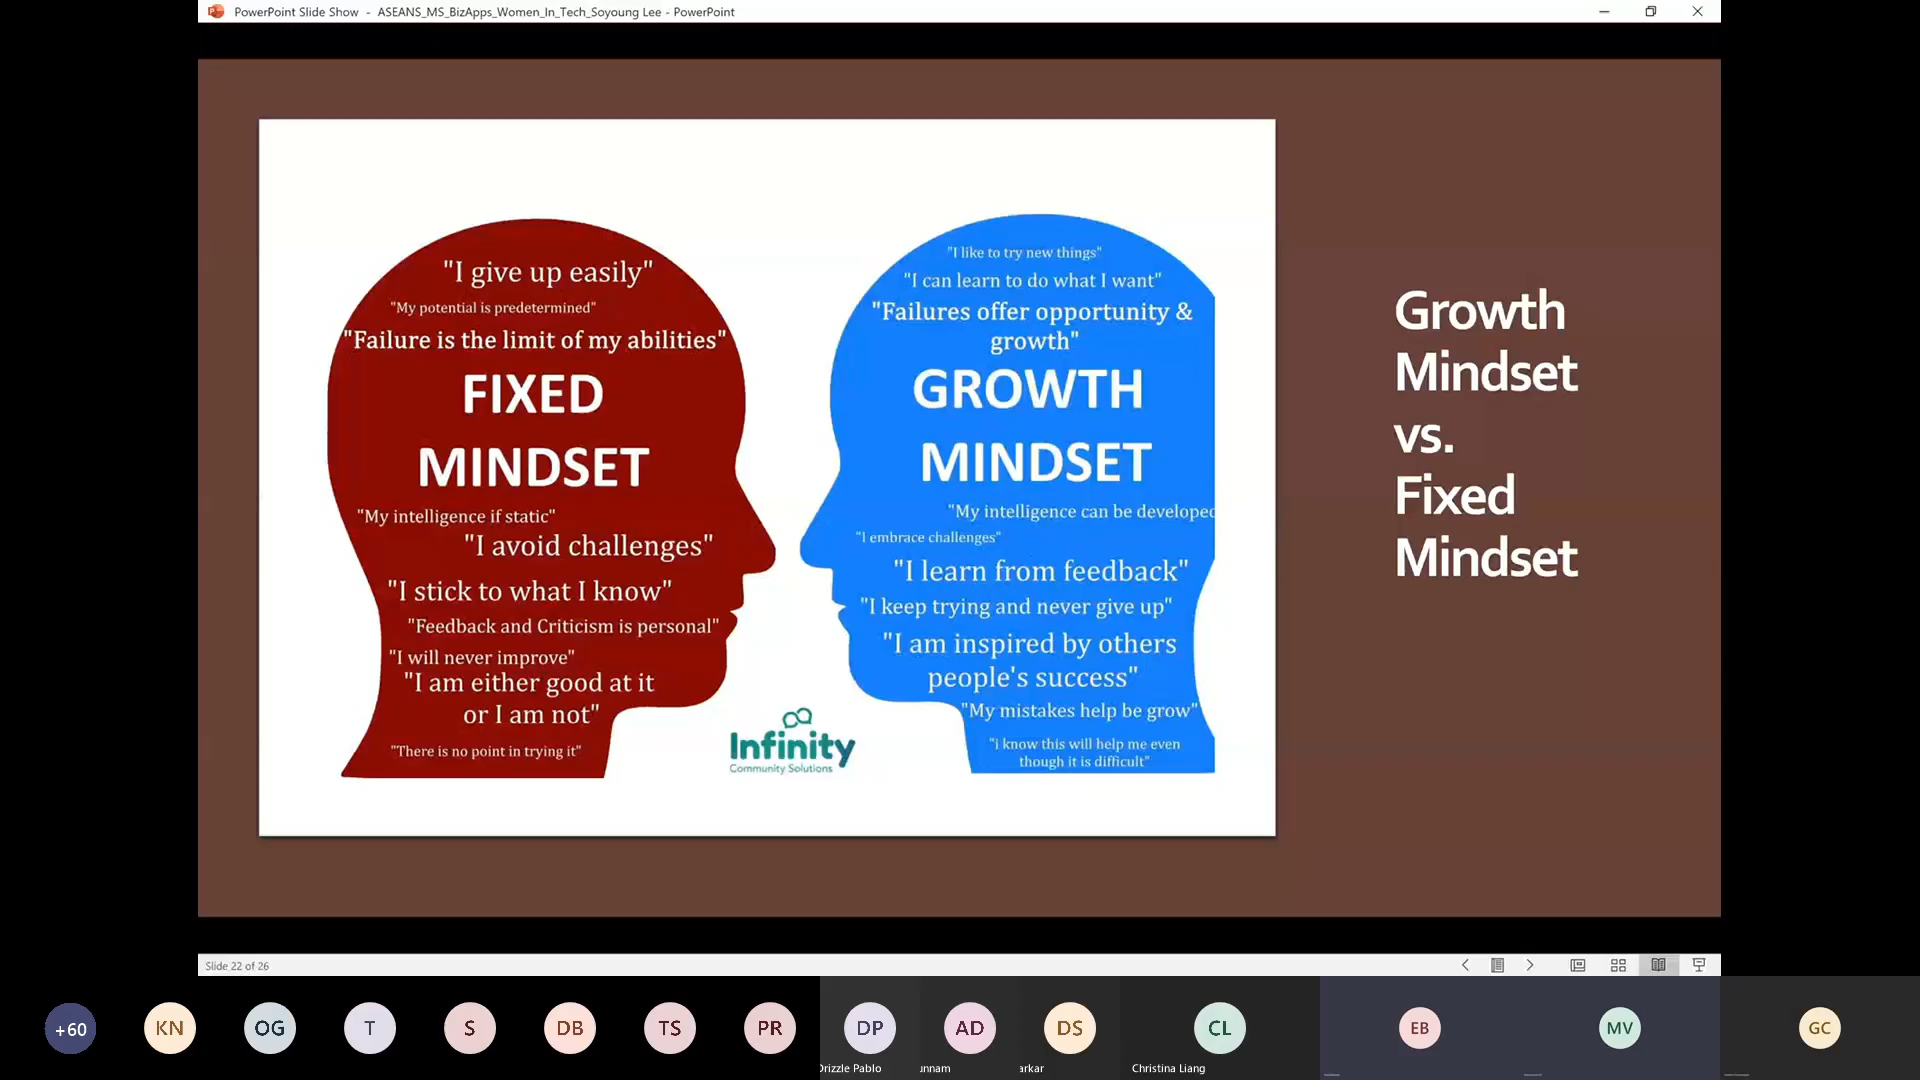 PowerPoint Slide Show - ASEANS_MS_BizApps_Women_In_Tech_Soyoung Lee - PowerPoint
"I give up easily"
"My potential is predetermined"
"Failure is the limit of my abilities"
FIXED
MINDSET
"My intelligence if static"
"I avoid challenges"
"I stick to what I know"
"Feedback and Criticism is personal"
"I will never improve"
"I am either good at it
or I am not"
"There is no point in trying it"
"I like to try new things"
"I can learn to do what I want"
"Failures offer opportunity &
growth"
GROWTH
MINDSET
"My intelligence can be developed
"I embrace challenges"
"I learn from feedback"
"I keep trying and never give up"
"I am inspired by others
people's success"
"My mistakes help be grow"
"i know this will help me even
though it is difficult"
Infinity
Community Solutions
Growth
Mindset
vs.
Fixed
Mindset
Slide 22 of 26
+60
KN
OG
T
S
DB
TS
PR
DP
AD
DS
CL
EB
MV
GC
Drizzle Pablo
unnam
arkar
Christina Liang